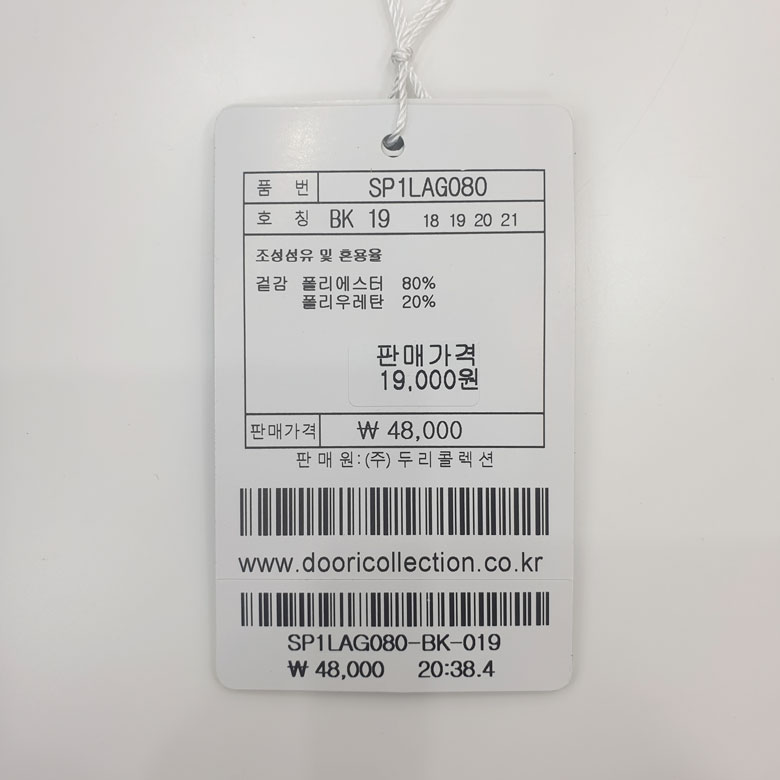 품 번 SP1LAG080
호 칭 BK 19 18 19 20 21
조성섬유 및 혼용율
겉감 폴리에스터 80%
폴리우레탄 20%
판매가격
19,000원
판매가격 ₩ 48,000
판 매 원:(주) 두 리 콜 렉 션
www.dooricollection.co.kr
SP1LAG080-BK-019
₩ 48,000 20:38.4